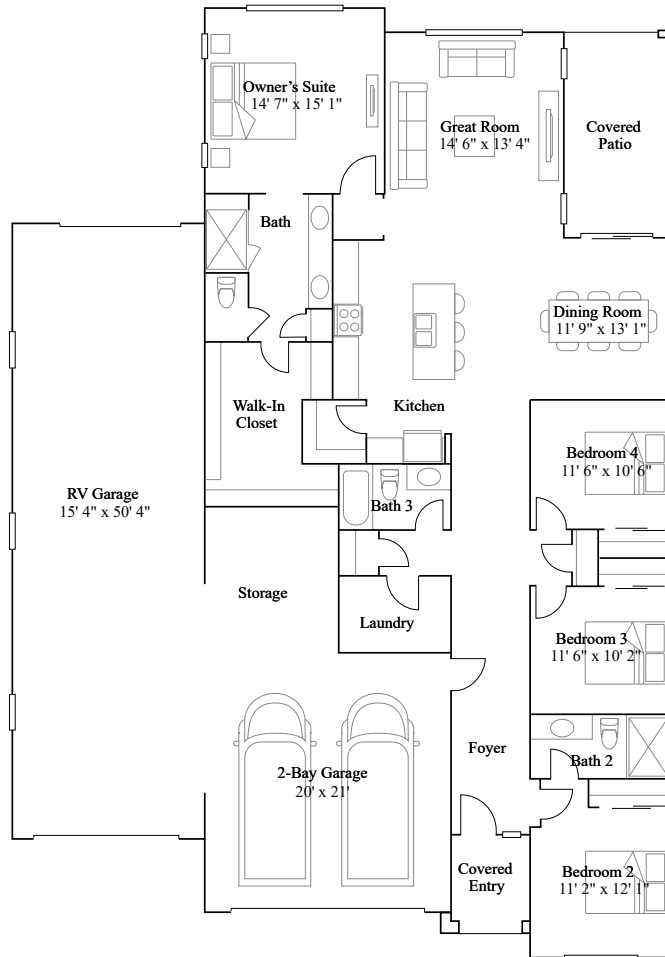 Owner's Suite
14' 7" x 15' 1"
Great Room
14' 6" x 13' 4"
Covered
Patio
Bath
Dining Room
11' 9" x 13' 1"
Walk-In
Closet
Kitchen
Bedroom 4
11' 6" x 10' 6"
RV Garage
15' 4" x 50' 4"
Bath 3
Storage
Laundry
Bedroom 3
11' 6" x 10' 2"
Foyer
Bath 2
2-Bay Garage
20' x 21'
Covered
Entry
Bedroom 2
11' 2" x 12' 1"